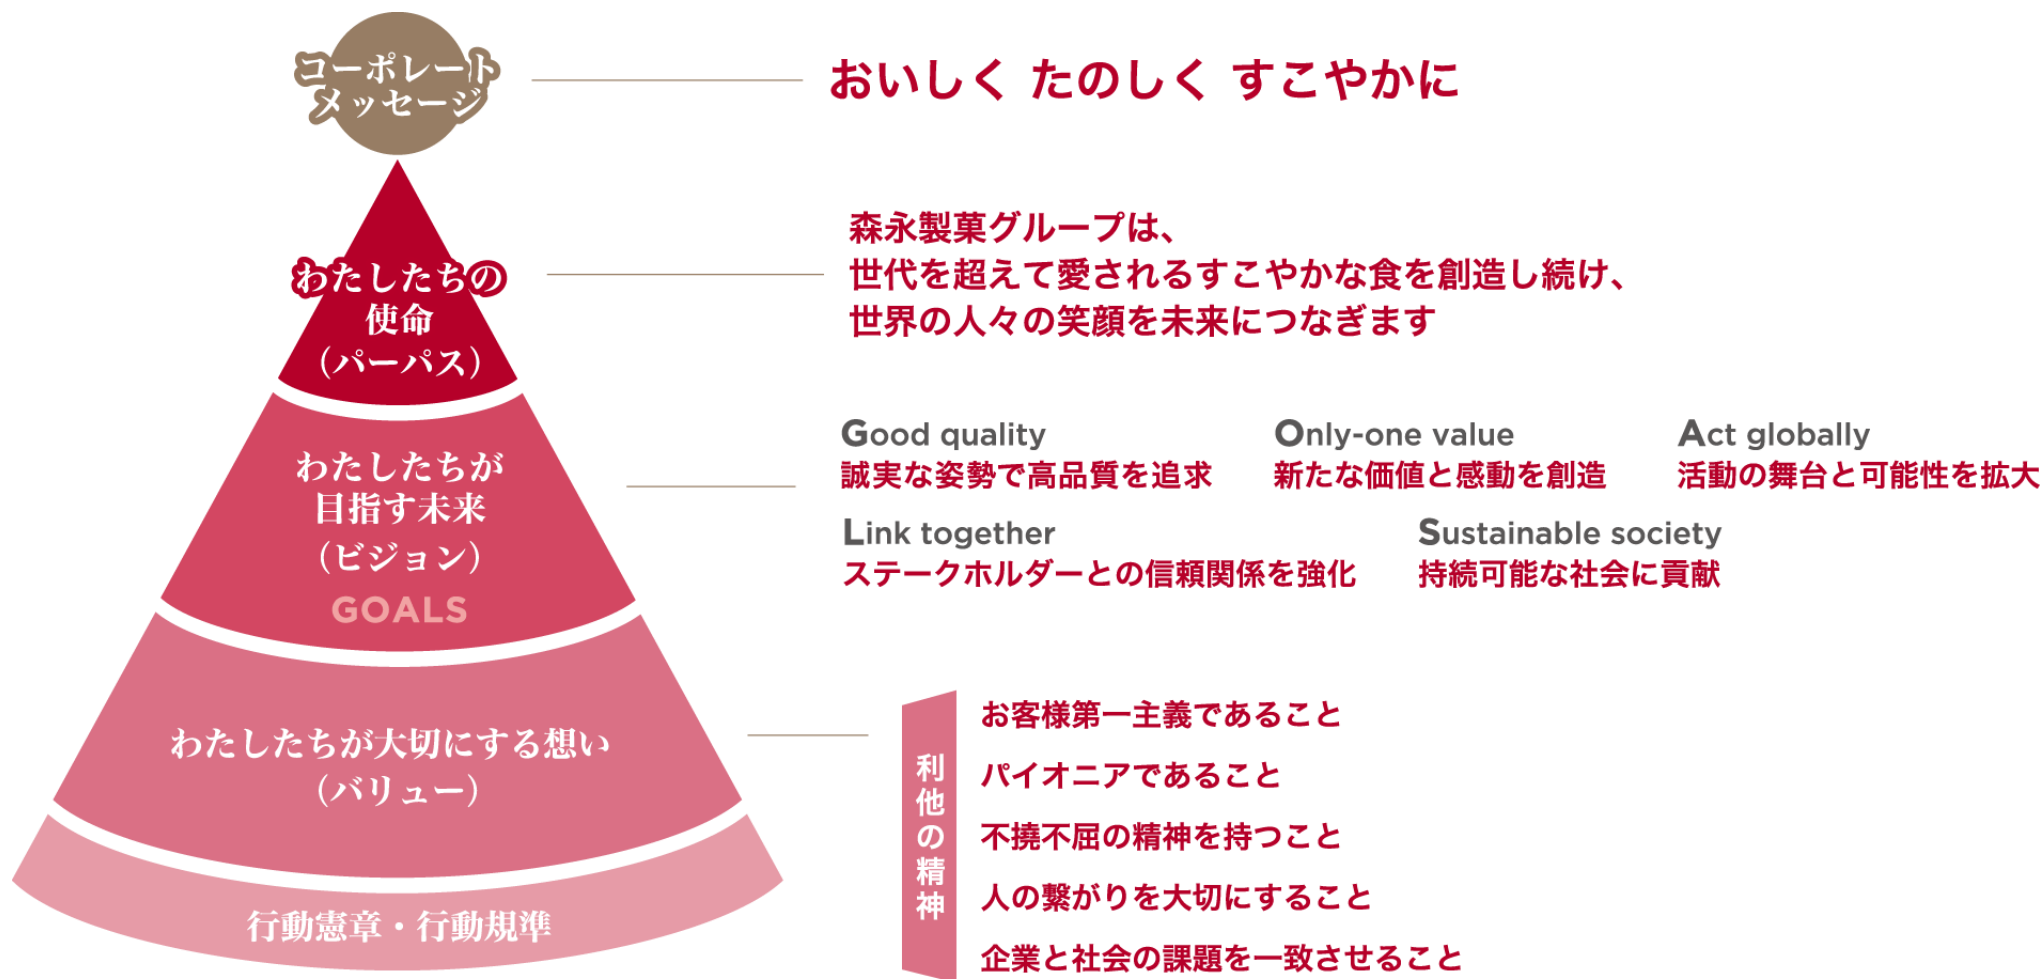 コーポレート
メッセージ
おいしく たのしく すこやかに
わたしたちの
使命
（パーパス）
森永製菓グループは、
世代を超えて愛されるすこやかな食を創造し続け、
世界の人々の笑顔を未来につなぎます
わたしたちが
目指す未来
（ビジョン）
GOALS
Good quality
誠実な姿勢で高品質を追求
Only-one value
新たな価値と感動を創造
Act globally
活動の舞台と可能性を拡大
Link together
ステークホルダーとの信頼関係を強化
Sustainable society
持続可能な社会に貢献
わたしたちが大切にする想い
（バリュー）
利他の精神
お客様第一主義であること
パイオニアであること
不撓不屈の精神を持つこと
人の繋がりを大切にすること
企業と社会の課題を一致させること
行動憲章・行動規準